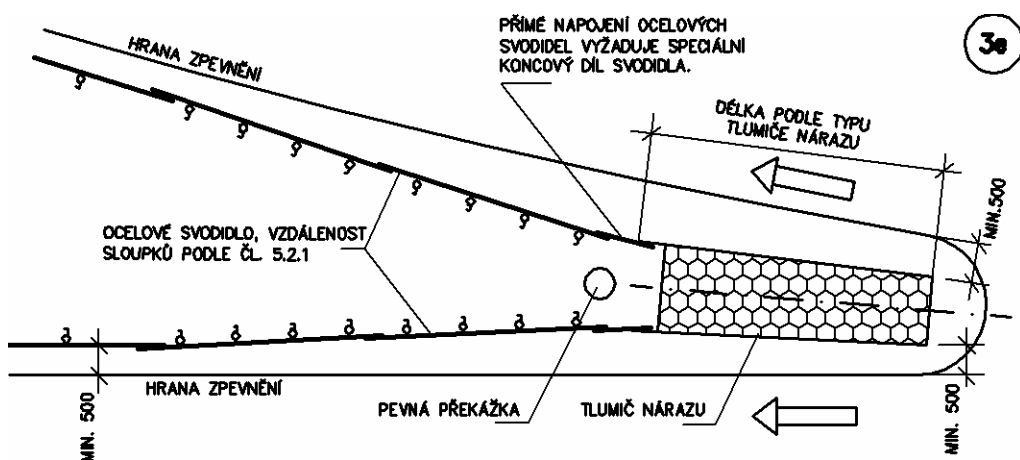 PŘÍMÉ NAPOJENÍ OCELOVÝCH
SVODIDEL VYŽADUJE SPECIÁLNÍ
KONCOVÝ DÍL SVODIDLA.
3e
HRANA ZPEVNĚNÍ
DÉLKA PODLE TYPU
TLUMIČE NÁRAZU
MIN.500
OCELOVÉ SVODIDLO, VZDÁLENOST
SLOUPKŮ PODLE ČL. 5.2.1
HRANA ZPEVNĚNÍ
MIN. 500
PEVNÁ PŘEKÁŽKA
TLUMIČ NÁRAZU
MIN. 500